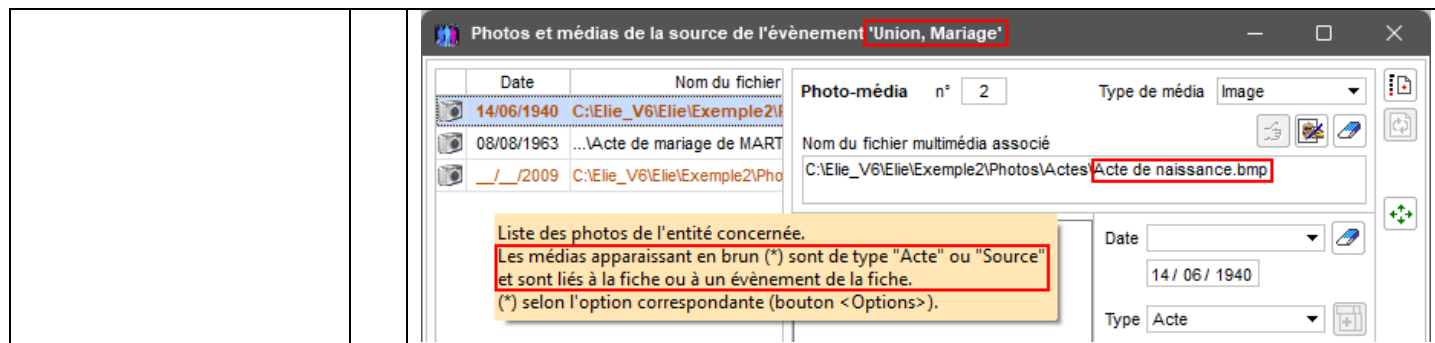 Photos et médias de la source de l'évènement 'Union, Mariage'
Date Nom du fichier
14/06/1940 C:\Elie_V6\Elie\Exemple2\
08/08/1963 ...\Acte de mariage de MART
__/__/2009 C:\Elie_V6\Elie\Exemple2\Pho
Photo-média n° 2 Type de média Image
Nom du fichier multimédia associé
C:\Elie_V6\Elie\Exemple2\Photos\Actes\Acte de naissance.bmp
Liste des photos de l'entité concernée.
Les médias apparaissant en brun (*) sont de type "Acte" ou "Source"
et sont liés à la fiche ou à un évènement de la fiche.
(*) selon l'option correspondante (bouton <Options>).
Date
14/ 06/ 1940
Type Acte